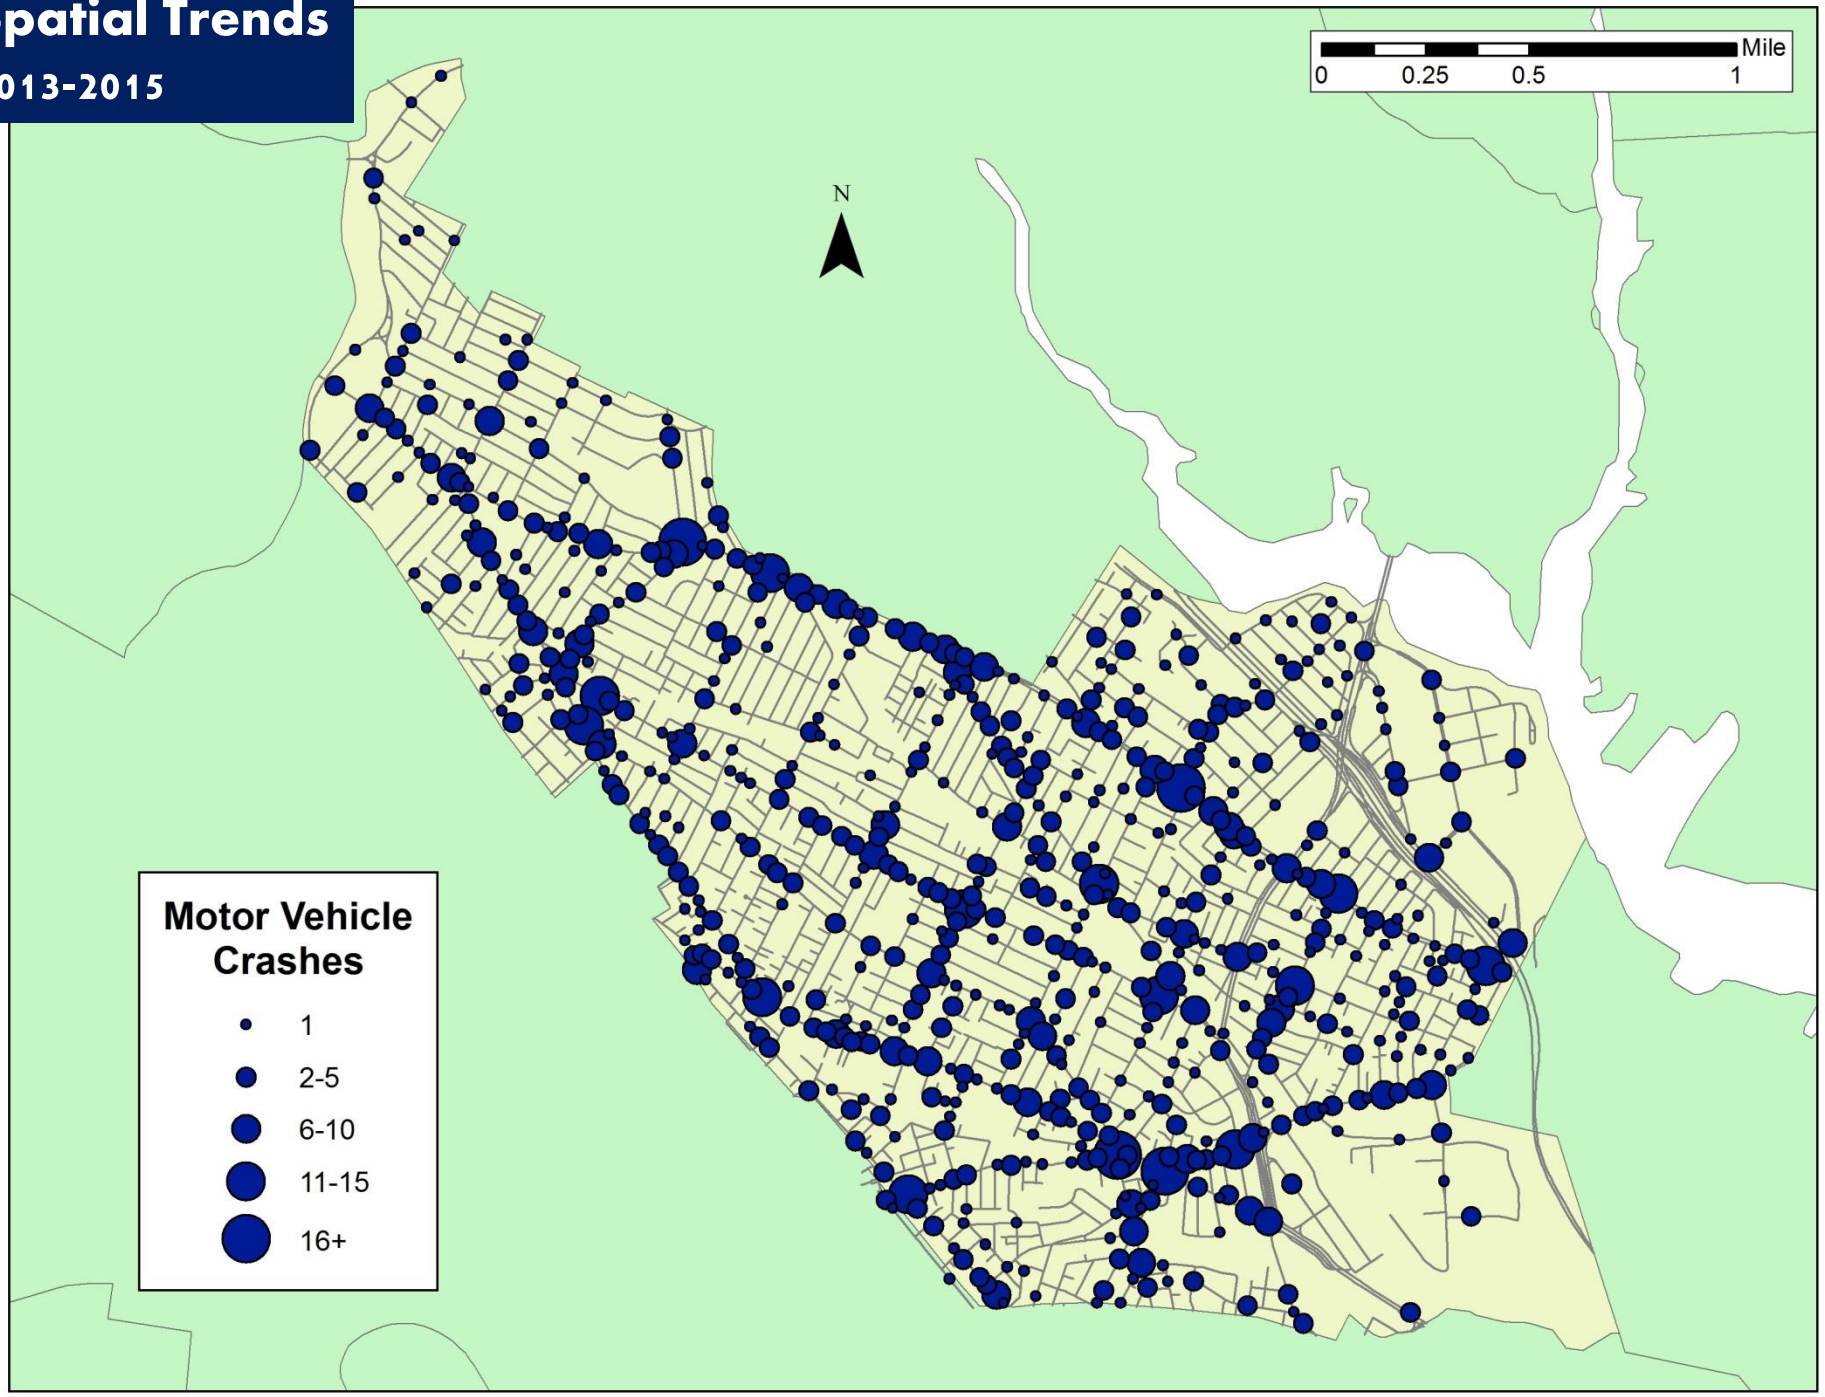 patial Trends
013-2015
Mile
0 0.25 0.5 1
N
Motor Vehicle
Crashes
1
2-5
6-10
11-15
16+